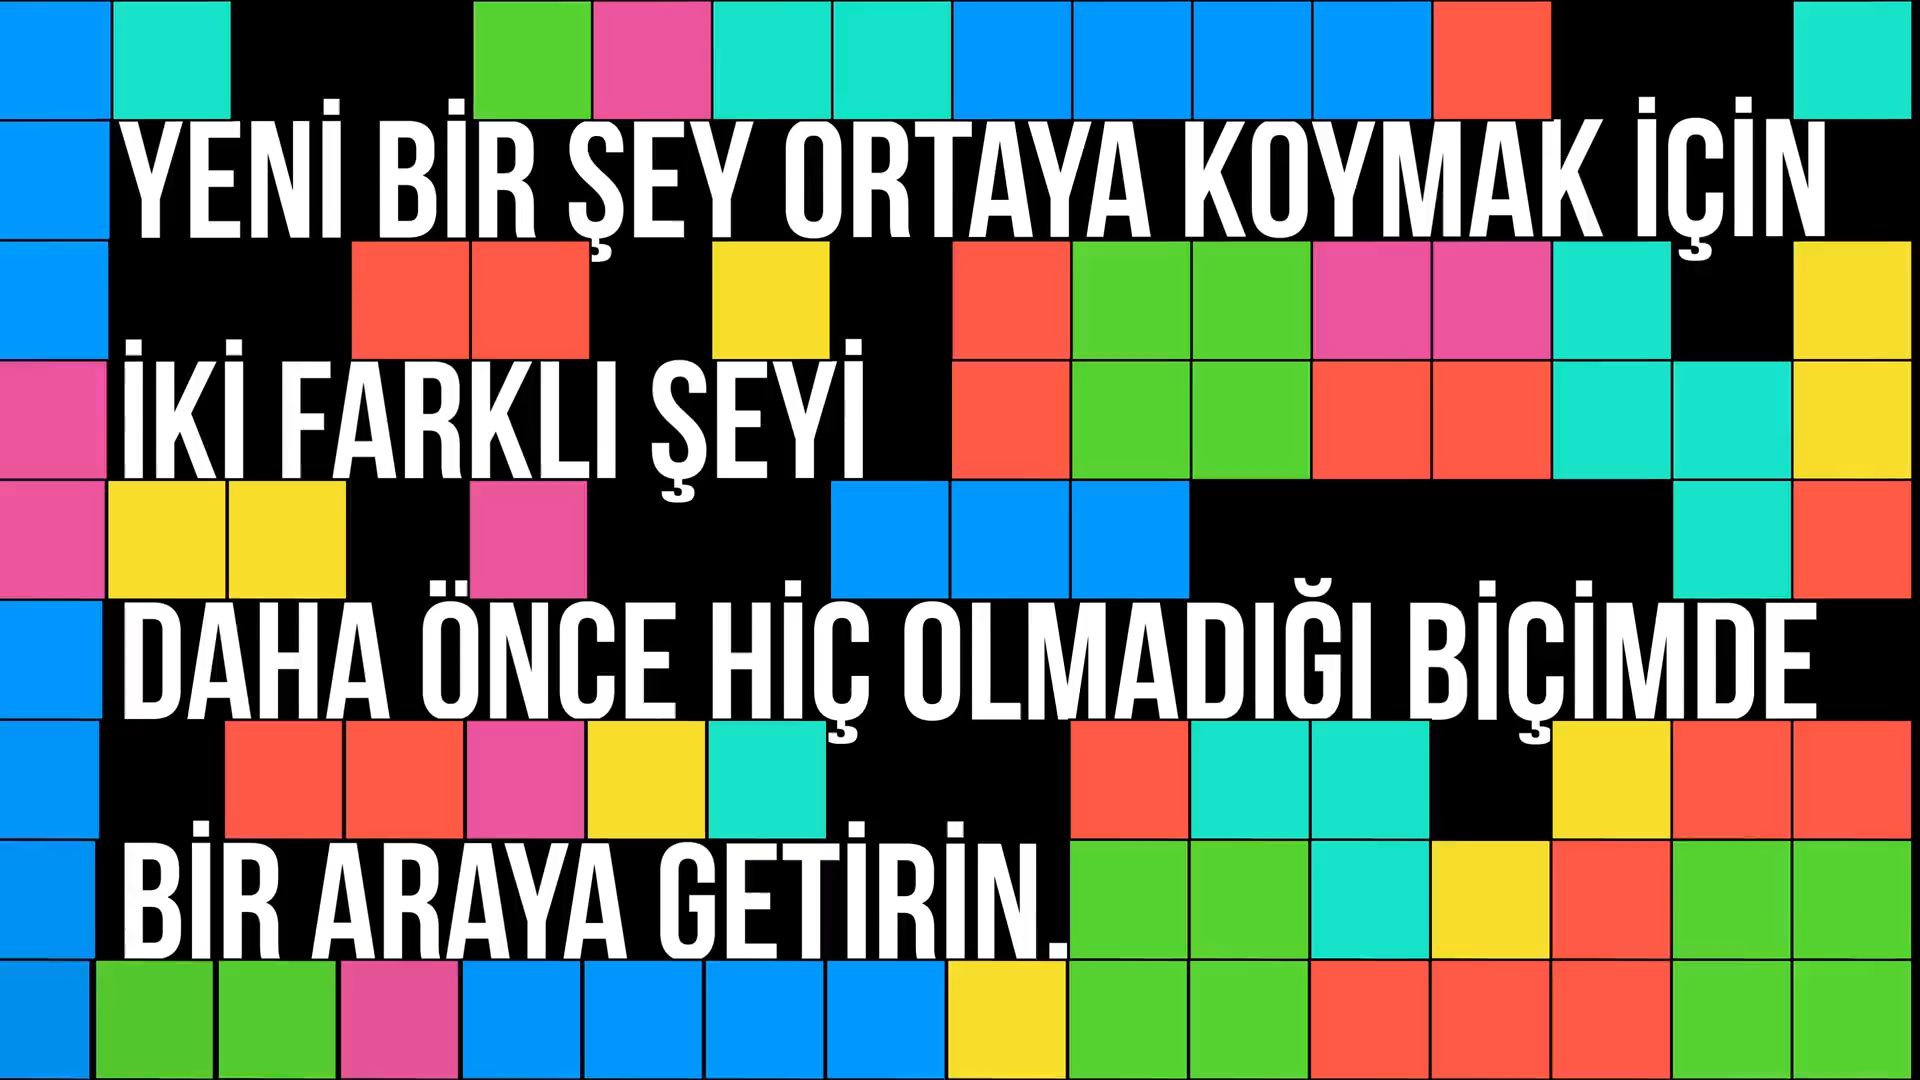 YENİ BİR ŞEY ORTAYA KOYMAK İÇİN
İKİ FARKLI ŞEYİ
DAHA ÖNCE HİÇ OLMADIĞI BİÇİMDE
BİR ARAYA GETİRİN.